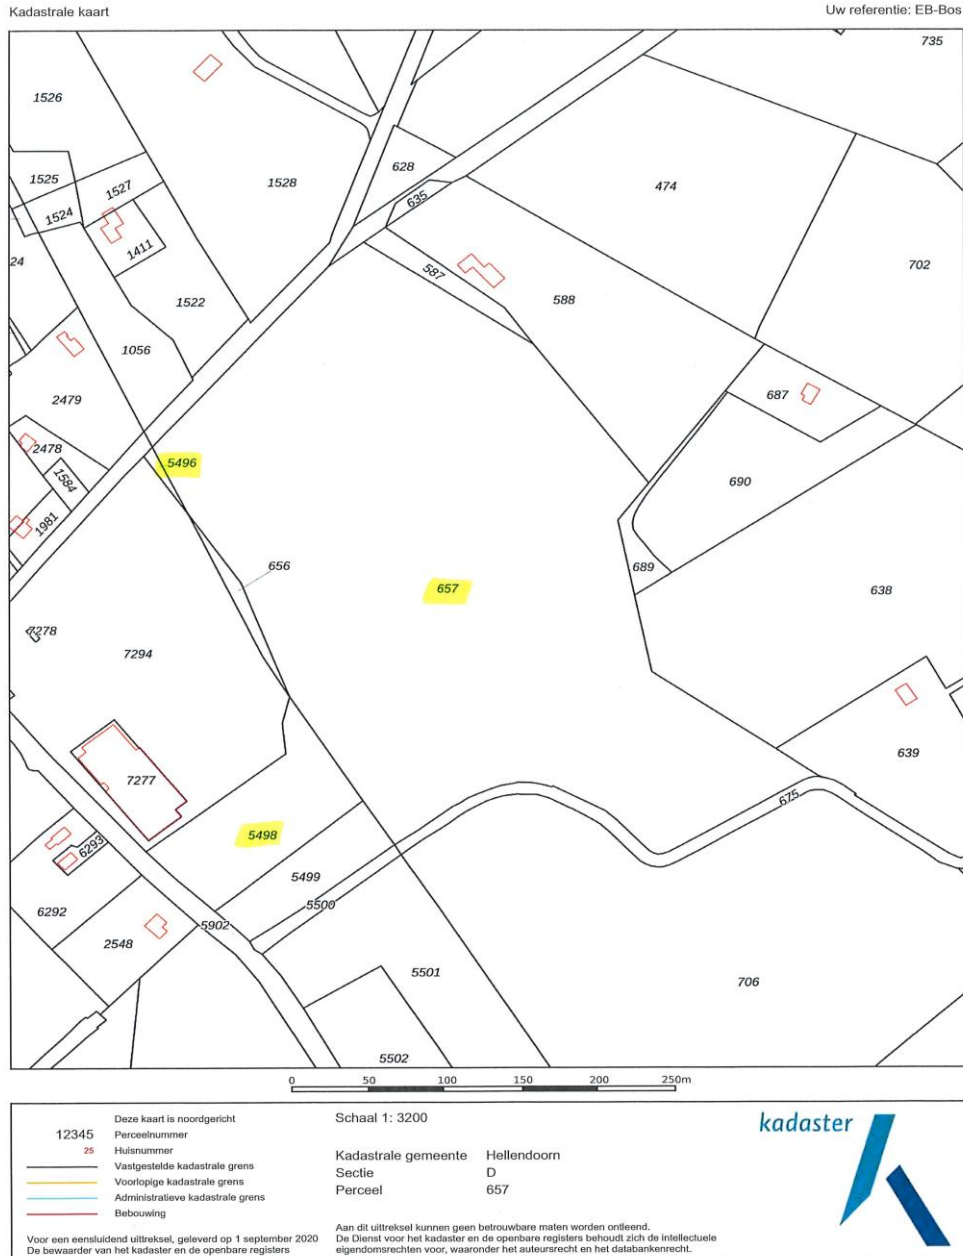 Kadastrale kaart
Uw referentie: EB-Bos
735
1526
628
1528
1525
1527
474
635
1524
1411
24
587
702
588
1522
1056
687
2479
2478
5496
1584
690
1981
656
689
657
638
7278
7294
639
7277
675
5498
6293
5499
5500
6292
5902
2548
5501
706
5502
0 50 100 150 200 250m
Deze kaart is noordgericht
12345 Perceelnummer
25 Huisnummer
Vastgestelde kadastrale grens
Voorlopige kadastrale grens
Administratieve kadastrale grens
Bebouwing
Voor een eensluidend uittreksel, geleverd op 1 september 2020
De bewaarder van het kadaster en de openbare registers
Schaal 1: 3200
Kadastrale gemeente Hellendoorn
Sectie D
Perceel 657
Aan dit uittreksel kunnen geen betrouwbare maten worden ontleend.
De Dienst voor het kadaster en de openbare registers behoudt zich de intellectuele
eigendomsrechten voor, waaronder het auteursrecht en het databankenrecht.
kadaster